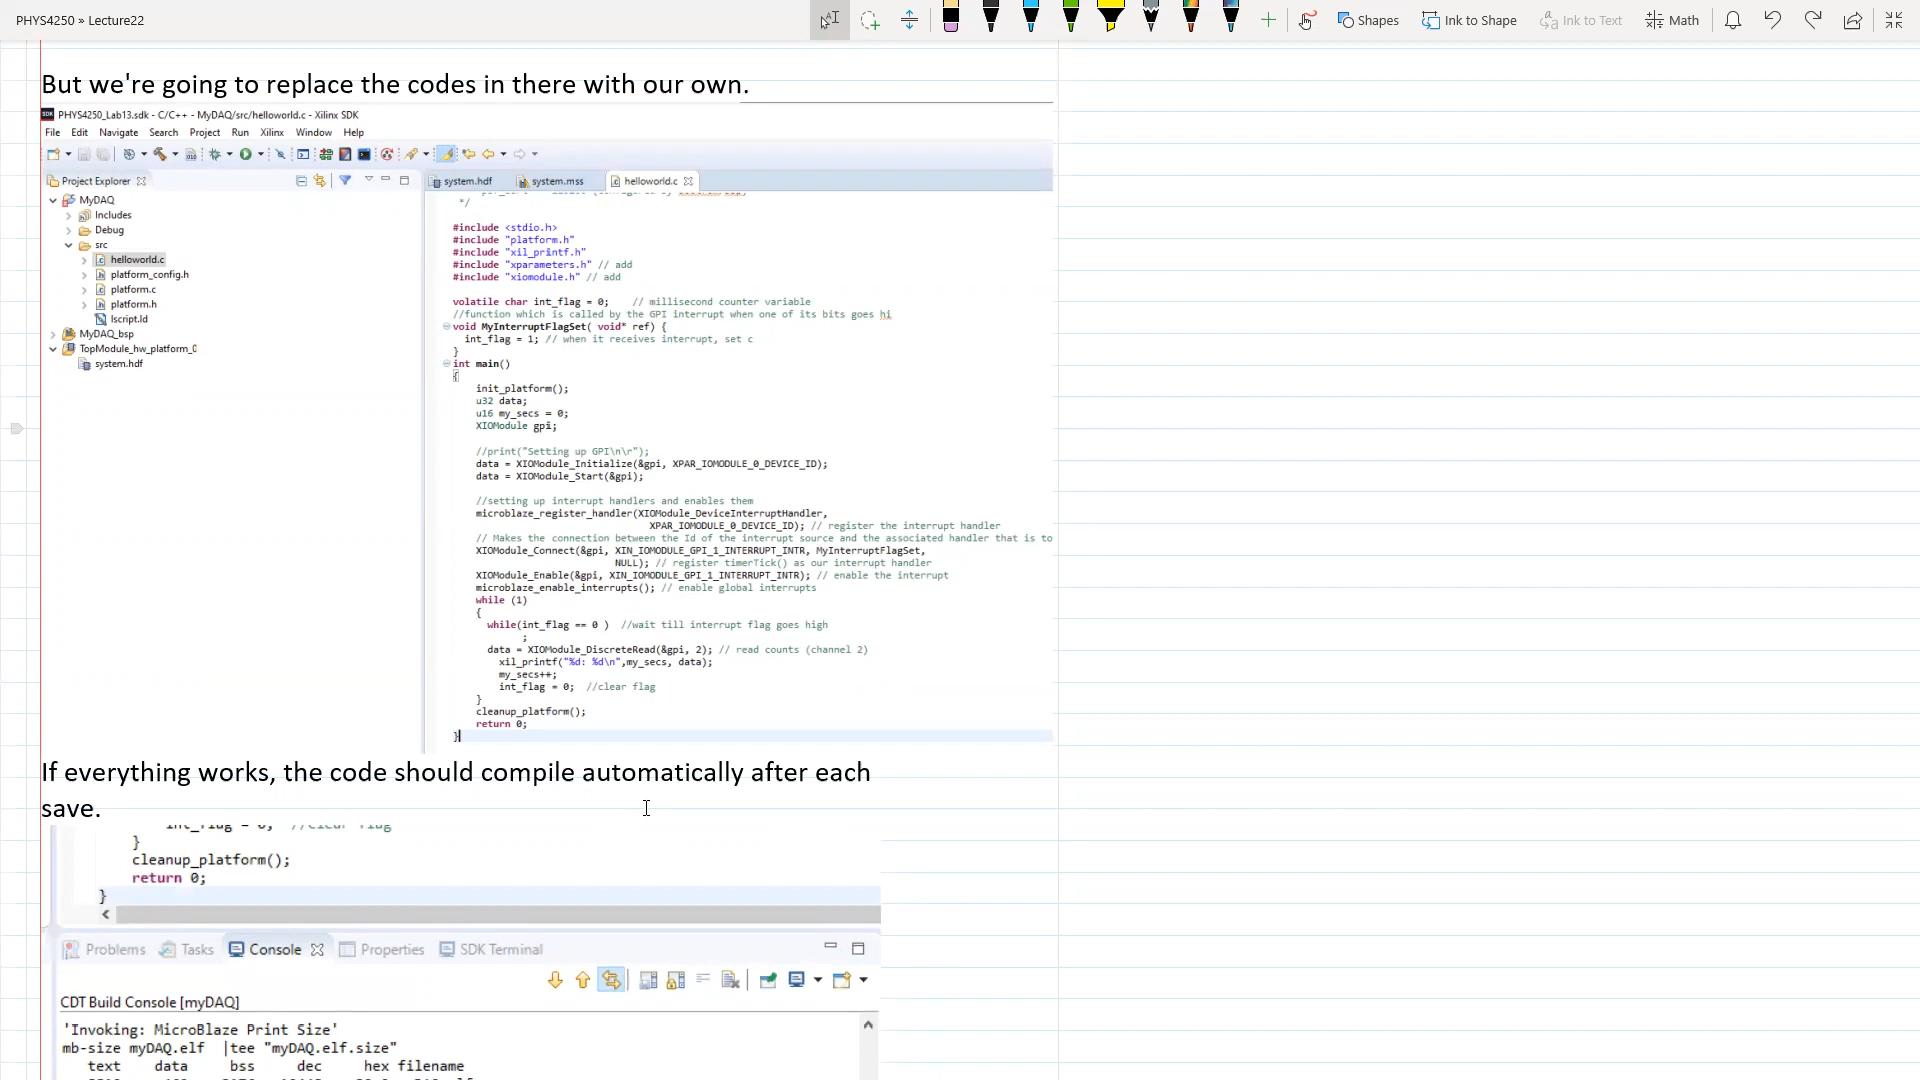 PHYS4250 » Lecture22
Shapes
Ink to Shape
Ink to Text
Math
But we're going to replace the codes in there with our own.
PHYS4250_Lab13.sdk - C/C++ - MyDAQ/src/helloworld.c - Xilinx SDK
File Edit Navigate Search Project Run Xilinx Window Help
Project Explorer
MyDAQ
Includes
Debug
src
helloworld.c
platform_config.h
platform.c
platform.h
lscript.ld
MyDAQ_bsp
TopModule_hw_platform_0
system.hdf
system.hdf system.mss helloworld.c
*/
#include <stdio.h>
#include "platform.h"
#include "xil_printf.h"
#include "xparameters.h" // add
#include "xiomodule.h" // add
volatile char int_flag = 0; // millisecond counter variable
//function which is called by the GPI interrupt when one of its bits goes hi
void MyInterruptFlagSet( void* ref) {
int_flag = 1; // when it receives interrupt, set c
}
int main()
{
init_platform();
u32 data;
u16 my_secs = 0;
XIOModule gpi;
//print("Setting up GPI\n\r");
data = XIOModule_Initialize(&gpi, XPAR_IOMODULE_0_DEVICE_ID);
data = XIOModule_Start(&gpi);
//setting up interrupt handlers and enables them
microblaze_register_handler(XIOModule_DeviceInterruptHandler,
XPAR_IOMODULE_0_DEVICE_ID); // register the interrupt handler
// Makes the connection between the Id of the interrupt source and the associated handler that is to
XIOModule_Connect(&gpi, XIN_IOMODULE_GPI_1_INTERRUPT_INTR, MyInterruptFlagSet,
NULL); // register timerTick() as our interrupt handler
XIOModule_Enable(&gpi, XIN_IOMODULE_GPI_1_INTERRUPT_INTR); // enable the interrupt
microblaze_enable_interrupts(); // enable global interrupts
while (1)
{
while(int_flag == 0 ) //wait till interrupt flag goes high
;
data = XIOModule_DiscreteRead(&gpi, 2); // read counts (channel 2)
xil_printf("%d: %d\n",my_secs, data);
my_secs++;
int_flag = 0; //clear flag
}
cleanup_platform();
return 0;
}
If everything works, the code should compile automatically after each
save.
int_flag = 0; //clear flag
}
cleanup_platform();
return 0;
}
Problems Tasks Console Properties SDK Terminal
CDT Build Console [myDAQ]
'Invoking: MicroBlaze Print Size'
mb-size myDAQ.elf |tee "myDAQ.elf.size"
text data bss dec hex filename